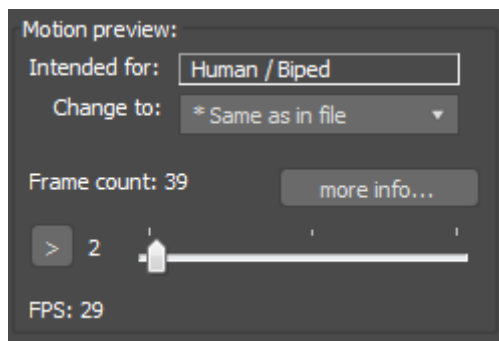 Motion preview:
Intended for: Human / Biped
Change to: * Same as in file
Frame count: 39 more info...
> 2
FPS: 29